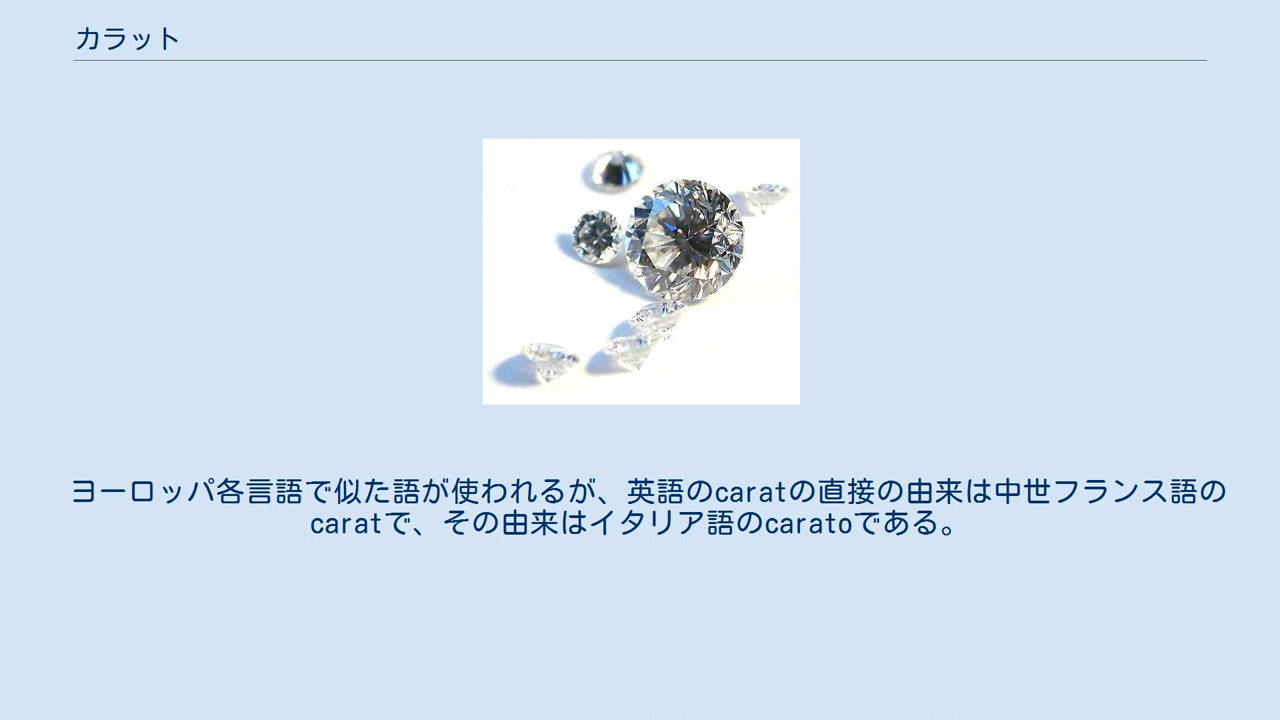 カラット
ヨーロッパ各言語で似た語が使われるが、英語のcaratの直接の由来は中世フランス語の
caratで、その由来はイタリア語のcaratoである。